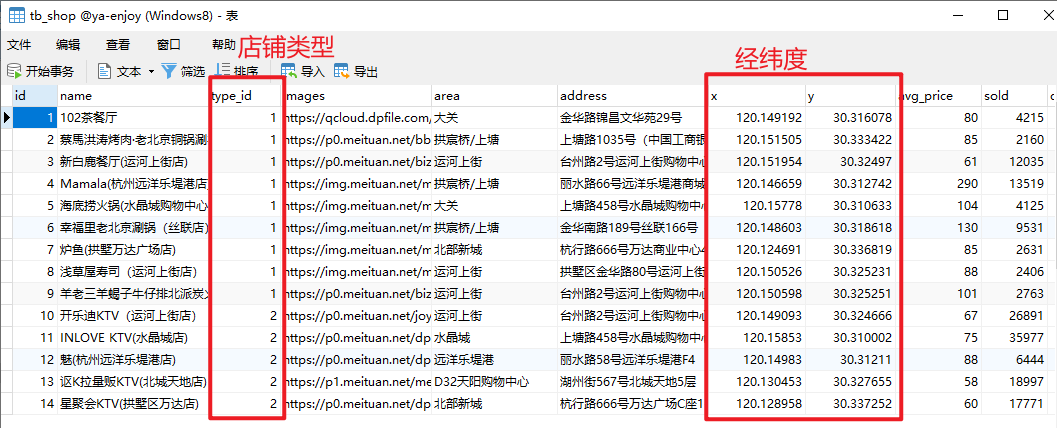 tb_shop @ya-enjoy (Windows8) - 表
文件 编辑 查看 窗口 帮助
店铺类型
经纬度
开始事务 文本 筛选 排序 导入 导出
id name type_id images area address x y avg_price sold
1 102茶餐厅 1 https://qcloud.dpfile.com/ 大关 金华路锦昌文华苑29号 120.149192 30.316078 80 4215
2 蔡馬洪涛烤肉·老北京铜锅涮 1 https://p0.meituan.net/bb 拱宸桥/上塘 上塘路1035号（中国工商银 120.151505 30.333422 85 2160
3 新白鹿餐厅(运河上街店) 1 https://p0.meituan.net/biz 运河上街 台州路2号运河上街购物中心 120.151954 30.32497 61 12035
4 Mamala(杭州远洋乐堤港店 1 https://img.meituan.net/m 拱宸桥/上塘 丽水路66号远洋乐堤港商城 120.146659 30.312742 290 13519
5 海底捞火锅(水晶城购物中心 1 https://img.meituan.net/m 大关 上塘路458号水晶城购物中心 120.15778 30.310633 104 4125
6 幸福里老北京涮锅（丝联店） 1 https://img.meituan.net/m 拱宸桥/上塘 金华南路189号丝联166号 120.148603 30.318618 130 9531
7 炉鱼(拱墅万达广场店) 1 https://img.meituan.net/m 北部新城 杭行路666号万达商业中心4 120.124691 30.336819 85 2631
8 浅草屋寿司（运河上街店） 1 https://img.meituan.net/m 运河上街 拱墅区金华路80号运河上街 120.150526 30.325231 88 2406
9 羊老三羊蝎子牛仔排北派炭火 1 https://p0.meituan.net/biz 运河上街 台州路2号运河上街购物中心 120.150598 30.325251 101 2763
10 开乐迪KTV（运河上街店） 2 https://p0.meituan.net/joy 运河上街 台州路2号运河上街购物中心 120.149093 30.324666 67 26891
11 INLOVE KTV(水晶城店) 2 https://p0.meituan.net/dp 水晶城 上塘路458号水晶城购物中心 120.15853 30.310002 75 35977
12 魅(杭州远洋乐堤港店) 2 https://p0.meituan.net/dp 远洋乐堤港 丽水路58号远洋乐堤港F4 120.14983 30.31211 88 6444
13 讴K拉量贩KTV(北城天地店) 2 https://p1.meituan.net/me D32天阳购物中心 湖州街567号北城天地5层 120.130453 30.327655 58 18997
14 星聚会KTV(拱墅区万达店) 2 https://p0.meituan.net/dp 北部新城 杭行路666号万达广场C座1 120.128958 30.337252 60 17771